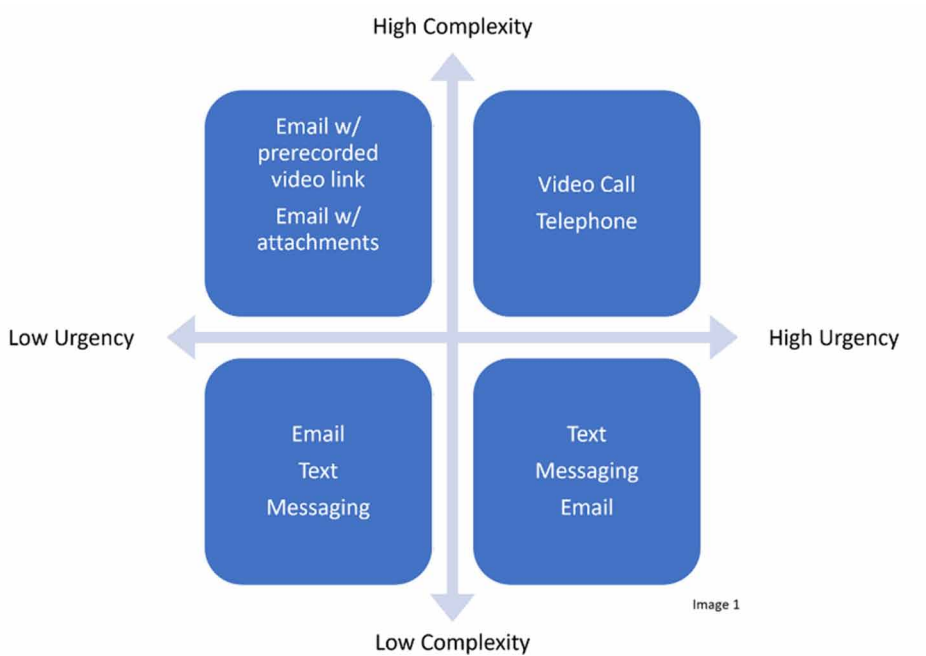 High Complexity
Email w/
prerecorded
video link
Email w/
attachments
Video Call
Telephone
Low Urgency
High Urgency
Email
Text
Messaging
Text
Messaging
Email
Image 1
Low Complexity